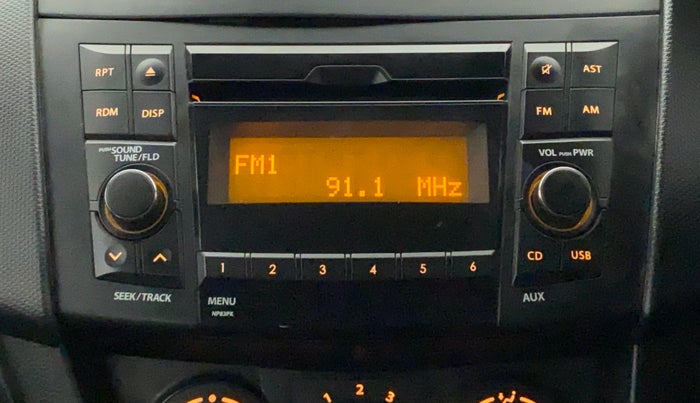 RPT
AST
RDM
DISP
FM
AM
PUSH SOUND
TUNE/FLD
VOL PUSH PWR
FM1
91.1 MHz
CD
USB
1 2 3 4 5 6
SEEK/TRACK
MENU
AUX
NP83PK
1 2 3